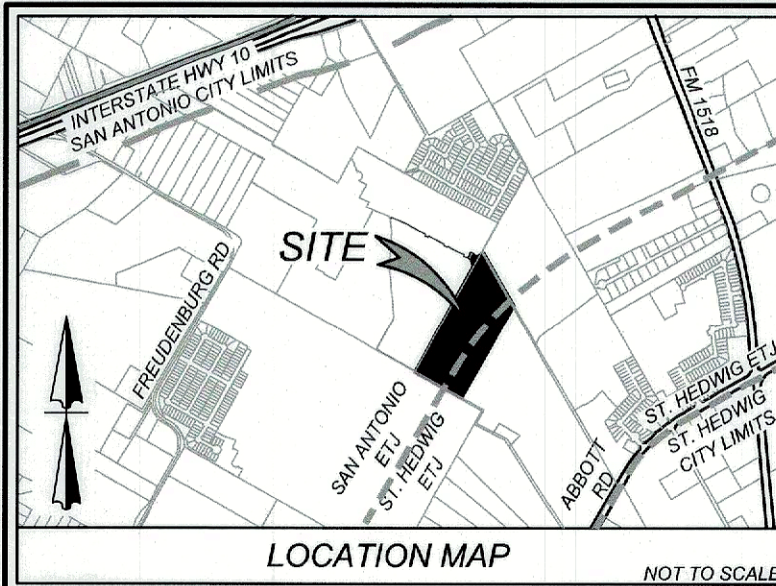 INTERSTATE HWY 10
SAN ANTONIO CITY LIMITS
FM 1518
SITE
FREUDENBURG RD
SAN ANTONIO
ETJ
ST. HEDWIG
ETJ
ABBOTT
RD
ST. HEDWIG ETJ
ST. HEDWIG
CITY LIMITS
LOCATION MAP
NOT TO SCALE